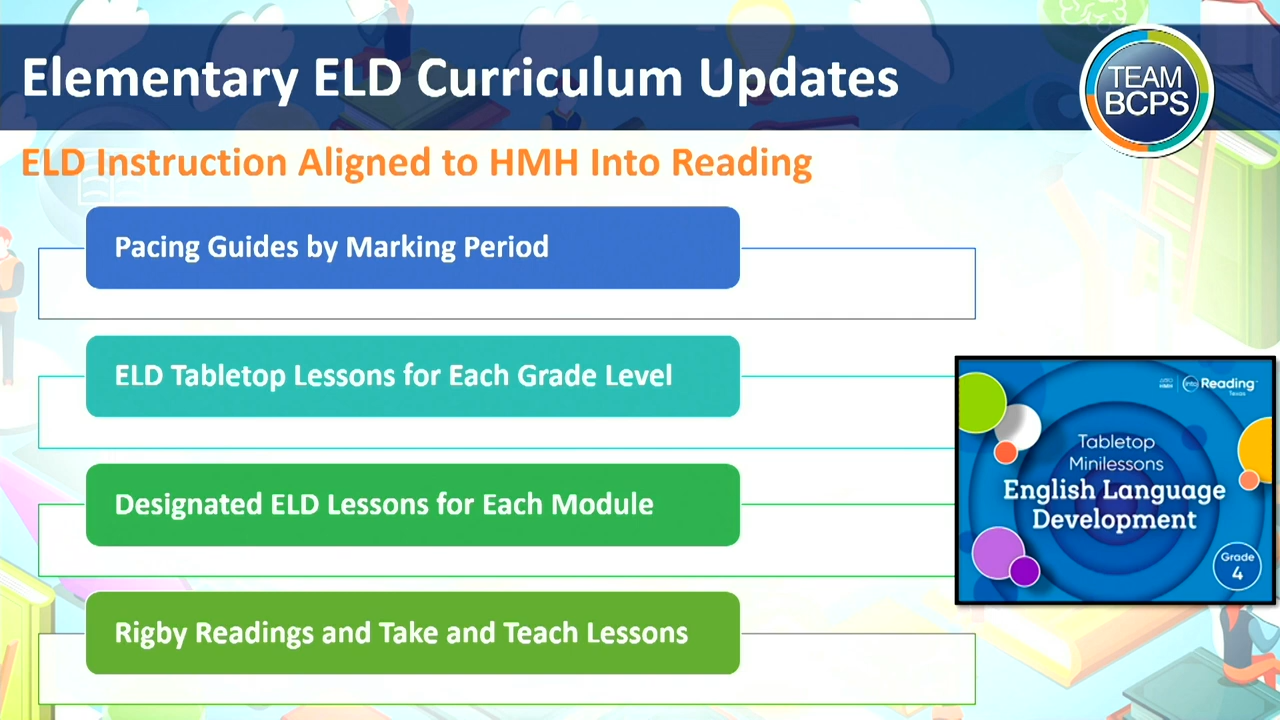 Elementary ELD Curriculum Updates
TEAM
BCPS
ELD Instruction Aligned to HMH Into Reading
Pacing Guides by Marking Period
ELD Tabletop Lessons for Each Grade Level
Designated ELD Lessons for Each Module
Rigby Readings and Take and Teach Lessons
HMH into Reading
Texas
Tabletop
Minilessons
English Language
Development
Grade
4